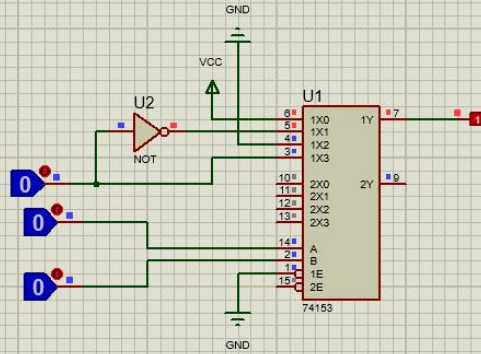 GND
VCC
U2
U1
NOT
6 1X0 1Y 7
5 1X1
4 1X2
3 1X3
0
10 2X0 2Y 9
11 2X1
12 2X2
13 2X3
0
14 A
2 B
1 1E
15 2E
0
74153
GND
1